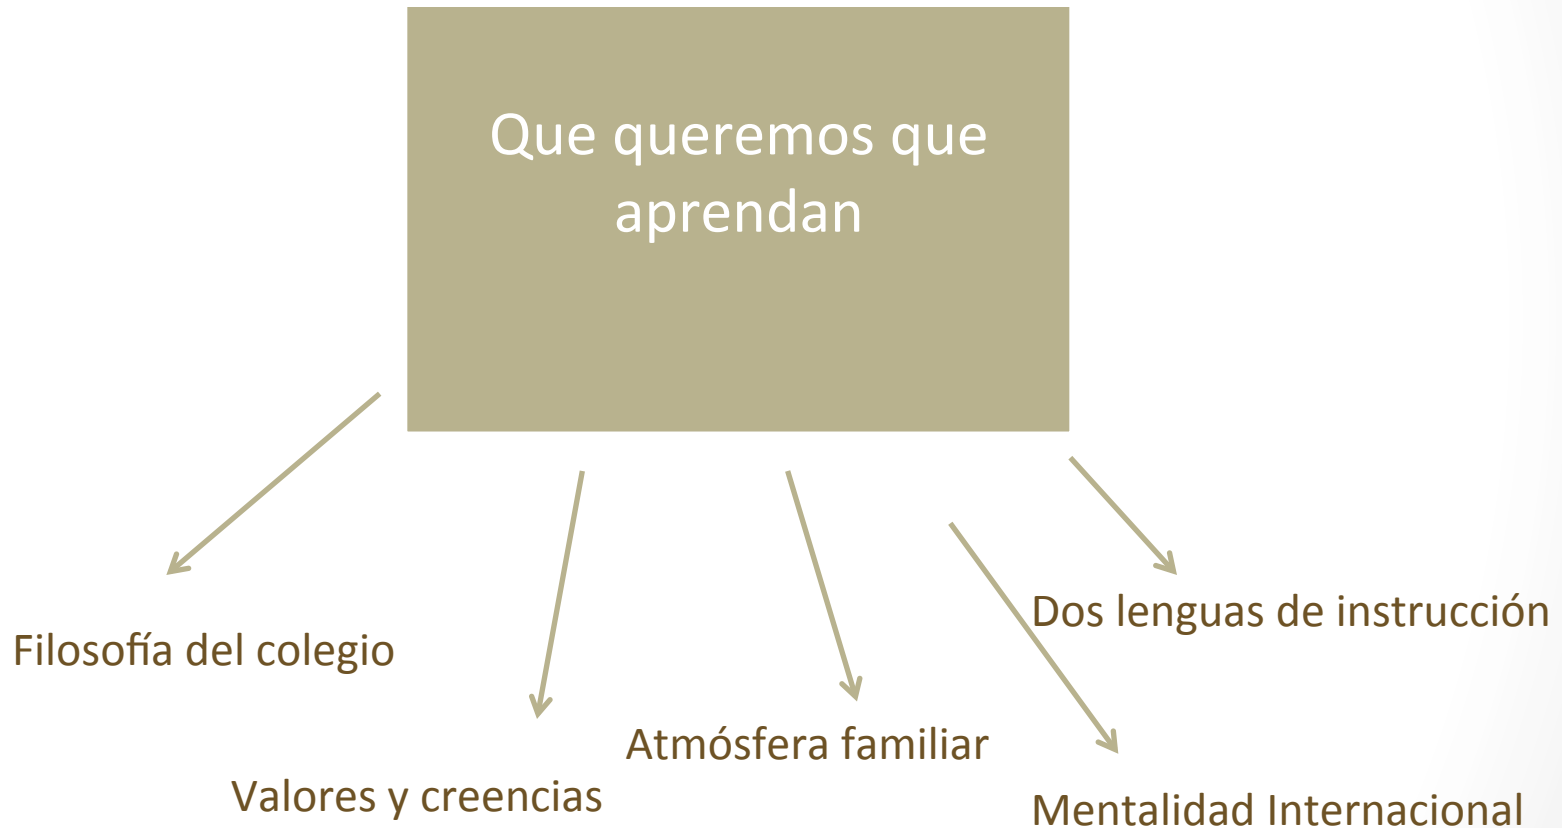 Que queremos que
aprendan
Filosofía del colegio
Valores y creencias
Atmósfera familiar
Dos lenguas de instrucción
Mentalidad Internacional